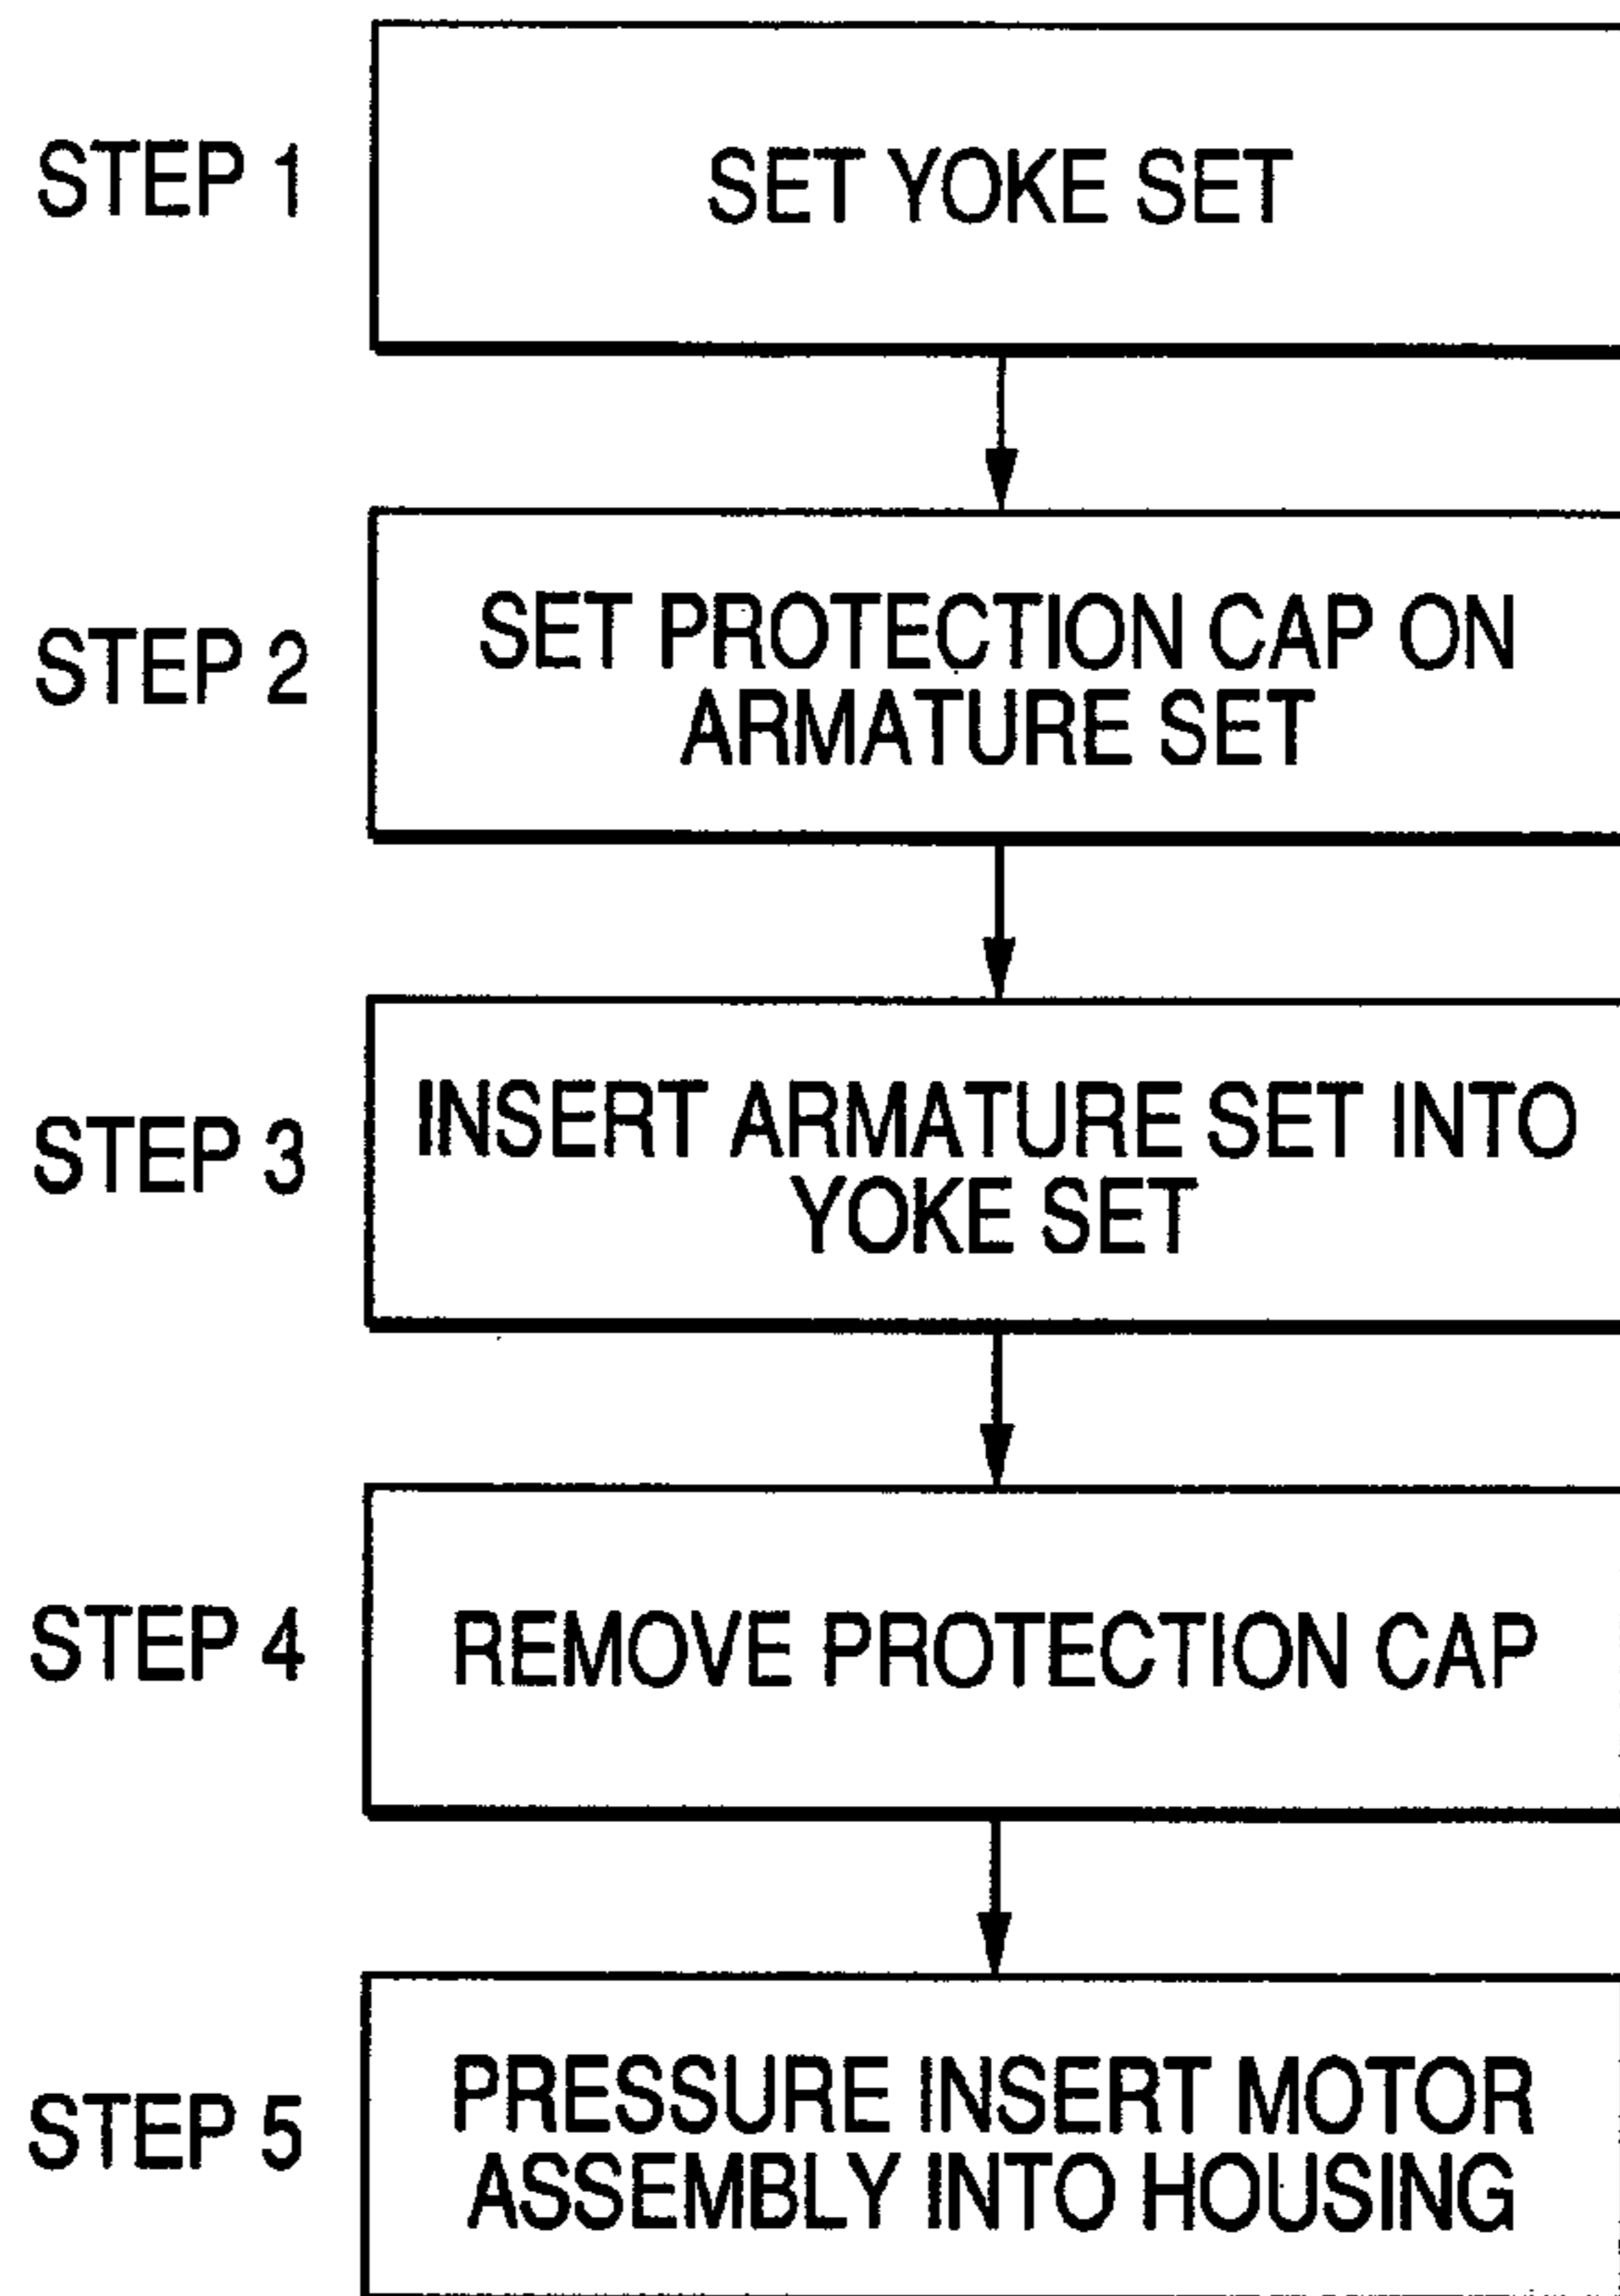 STEP 1
SET YOKE SET
STEP 2
SET PROTECTION CAP ON
ARMATURE SET
STEP 3
INSERT ARMATURE SET INTO
YOKE SET
STEP 4
REMOVE PROTECTION CAP
STEP 5
PRESSURE INSERT MOTOR
ASSEMBLY INTO HOUSING